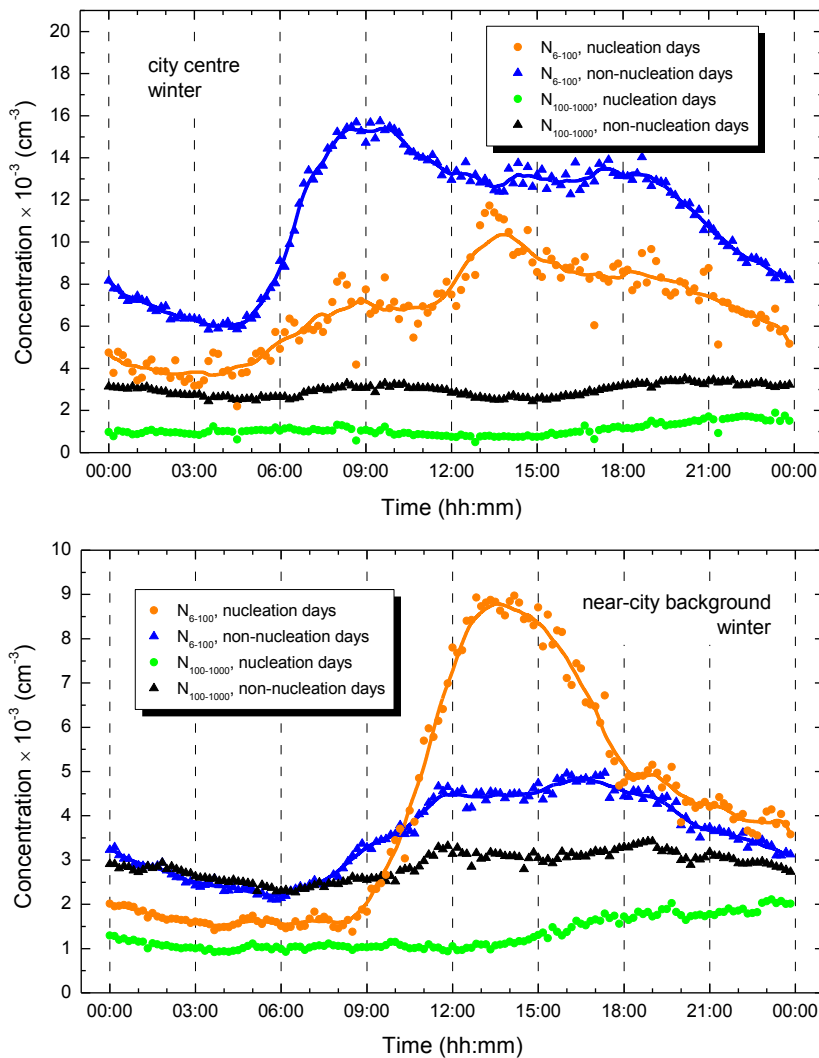 20
18
16
14
12
10
8
6
4
2
0
Concentration × 10⁻³ (cm⁻³)
city centre
winter
N₆₋₁₀₀, nucleation days
N₆₋₁₀₀, non-nucleation days
N₁₀₀₋₁₀₀₀, nucleation days
N₁₀₀₋₁₀₀₀, non-nucleation days
00:00 03:00 06:00 09:00 12:00 15:00 18:00 21:00 00:00
Time (hh:mm)
10
9
8
7
6
5
4
3
2
1
0
Concentration × 10⁻³ (cm⁻³)
N₆₋₁₀₀, nucleation days
N₆₋₁₀₀, non-nucleation days
N₁₀₀₋₁₀₀₀, nucleation days
N₁₀₀₋₁₀₀₀, non-nucleation days
near-city background
winter
00:00 03:00 06:00 09:00 12:00 15:00 18:00 21:00 00:00
Time (hh:mm)